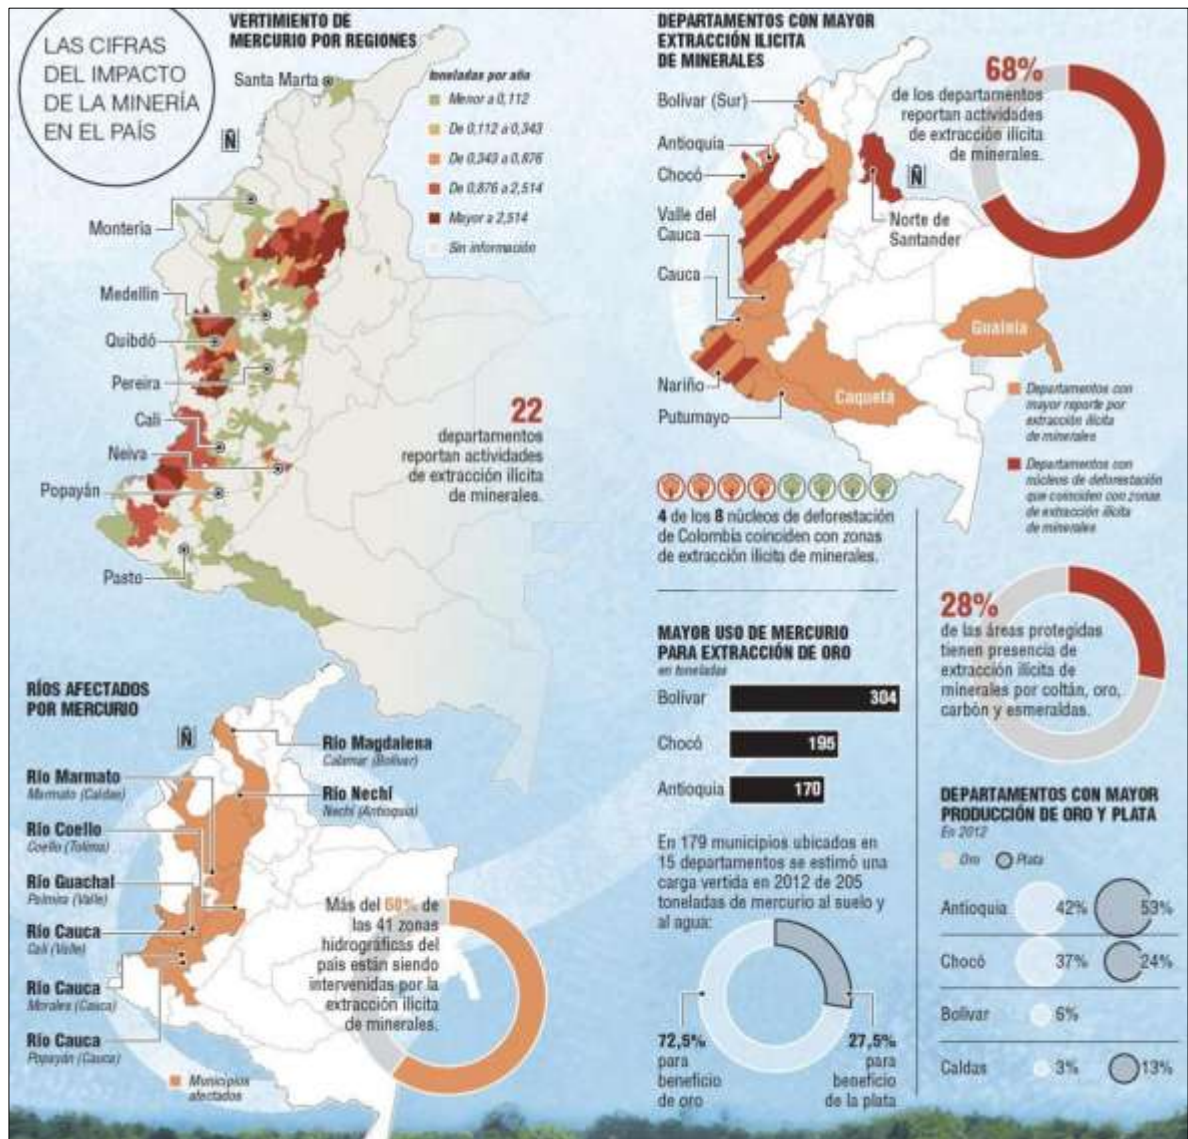 LAS CIFRAS
DEL IMPACTO
DE LA MINERÍA
EN EL PAÍS
VERTIMIENTO DE
MERCURIO POR REGIONES
toneladas por año
Menor a 0,112
De 0,112 a 0,343
De 0,343 a 0,876
De 0,876 a 2,514
Mayor a 2,514
Sin información
Santa Marta
Ñ
Montería
Medellín
Quibdó
Pereira
Cali
Neiva
Popayán
Pasto
22
departamentos
reportan actividades
de extracción ilícita
de minerales.
DEPARTAMENTOS CON MAYOR
EXTRACCIÓN ILICITA
DE MINERALES
Bolívar (Sur)
Antioquia
Chocó
Valle del
Cauca
Cauca
Nariño
Putumayo
Norte de
Santander
Ñ
Guainía
Caquetá
68%
de los departamentos
reportan actividades
de extracción ilícita
de minerales.
Departamentos con
mayor reporte por
extracción ilícita
de minerales
Departamentos con
núcleos de deforestación
que coinciden con zonas
de extracción ilícita
de minerales
4 de los 8 núcleos de deforestación
de Colombia coinciden con zonas
de extracción ilícita de minerales.
28%
de las áreas protegidas
tienen presencia de
extracción ilícita de
minerales por coltán, oro,
carbón y esmeraldas.
RÍOS AFECTADOS
POR MERCURIO
Ñ
Río Magdalena
Calamar (Bolívar)
Río Nechí
Nechí (Antioquia)
Río Marmato
Marmato (Caldas)
Río Coello
Coello (Tolima)
Río Guachal
Palmira (Valle)
Río Cauca
Cali (Valle)
Río Cauca
Morales (Cauca)
Río Cauca
Popayán (Cauca)
Municipios
afectados
Más del 60% de
las 41 zonas
hidrográficas del
país están siendo
intervenidas por la
extracción ilícita
de minerales.
MAYOR USO DE MERCURIO
PARA EXTRACCIÓN DE ORO
en toneladas
Bolívar 304
Chocó 195
Antioquia 170
En 179 municipios ubicados en
15 departamentos se estimó una
carga vertida en 2012 de 205
toneladas de mercurio al suelo y
al agua:
72,5%
para
beneficio
de oro
27,5%
para
beneficio
de la plata
DEPARTAMENTOS CON MAYOR
PRODUCCIÓN DE ORO Y PLATA
En 2012
Oro Plata
Antioquia 42% 53%
Chocó 37% 24%
Bolívar 6%
Caldas 3% 13%